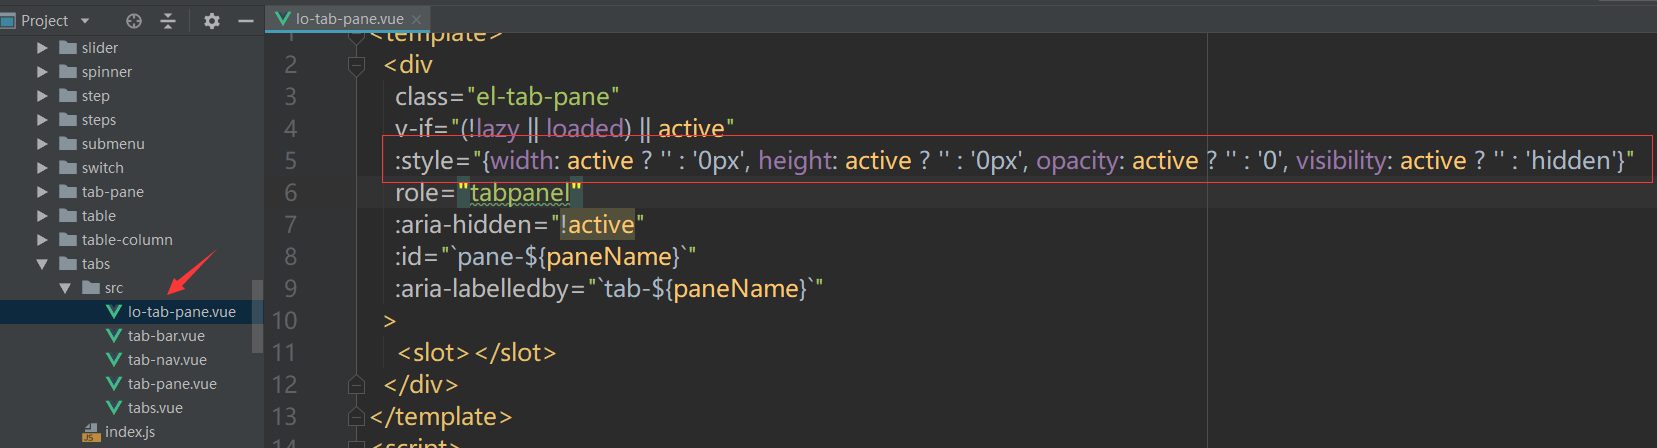 Project
slider
spinner
step
steps
submenu
switch
tab-pane
table
table-column
tabs
src
lo-tab-pane.vue
tab-bar.vue
tab-nav.vue
tab-pane.vue
tabs.vue
JS index.js
lo-tab-pane.vue ×
1 <template>
2 <div
3 class="el-tab-pane"
4 v-if="(!lazy || loaded) || active"
5 :style="{width: active ? '' : '0px', height: active ? '' : '0px', opacity: active ? '' : '0', visibility: active ? '' : 'hidden'}"
6 role="tabpanel"
7 :aria-hidden="!active"
8 :id="`pane-${paneName}`"
9 :aria-labelledby="`tab-${paneName}`"
10 >
11 <slot></slot>
12 </div>
13 </template>
14 <script>